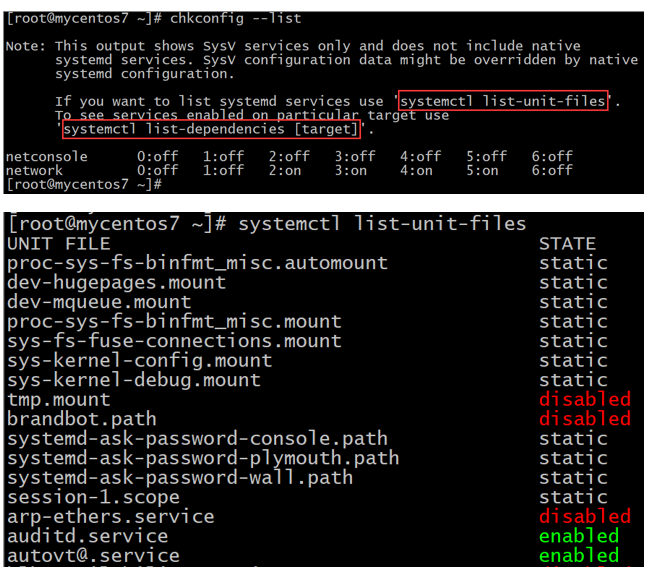 [root@mycentos7 ~]# chkconfig --list
Note: This output shows SysV services only and does not include native
systemd services. SysV configuration data might be overridden by native
systemd configuration.
If you want to list systemd services use 'systemctl list-unit-files'.
To see services enabled on particular target use
'systemctl list-dependencies [target]'.
netconsole 0:off 1:off 2:off 3:off 4:off 5:off 6:off
network 0:off 1:off 2:on 3:on 4:on 5:on 6:off
[root@mycentos7 ~]#
[root@mycentos7 ~]# systemctl list-unit-files
UNIT FILE STATE
proc-sys-fs-binfmt_misc.automount static
dev-hugepages.mount static
dev-mqueue.mount static
proc-sys-fs-binfmt_misc.mount static
sys-fs-fuse-connections.mount static
sys-kernel-config.mount static
sys-kernel-debug.mount static
tmp.mount disabled
brandbot.path disabled
systemd-ask-password-console.path static
systemd-ask-password-plymouth.path static
systemd-ask-password-wall.path static
session-1.scope static
arp-ethers.service disabled
auditd.service enabled
autovt@.service enabled